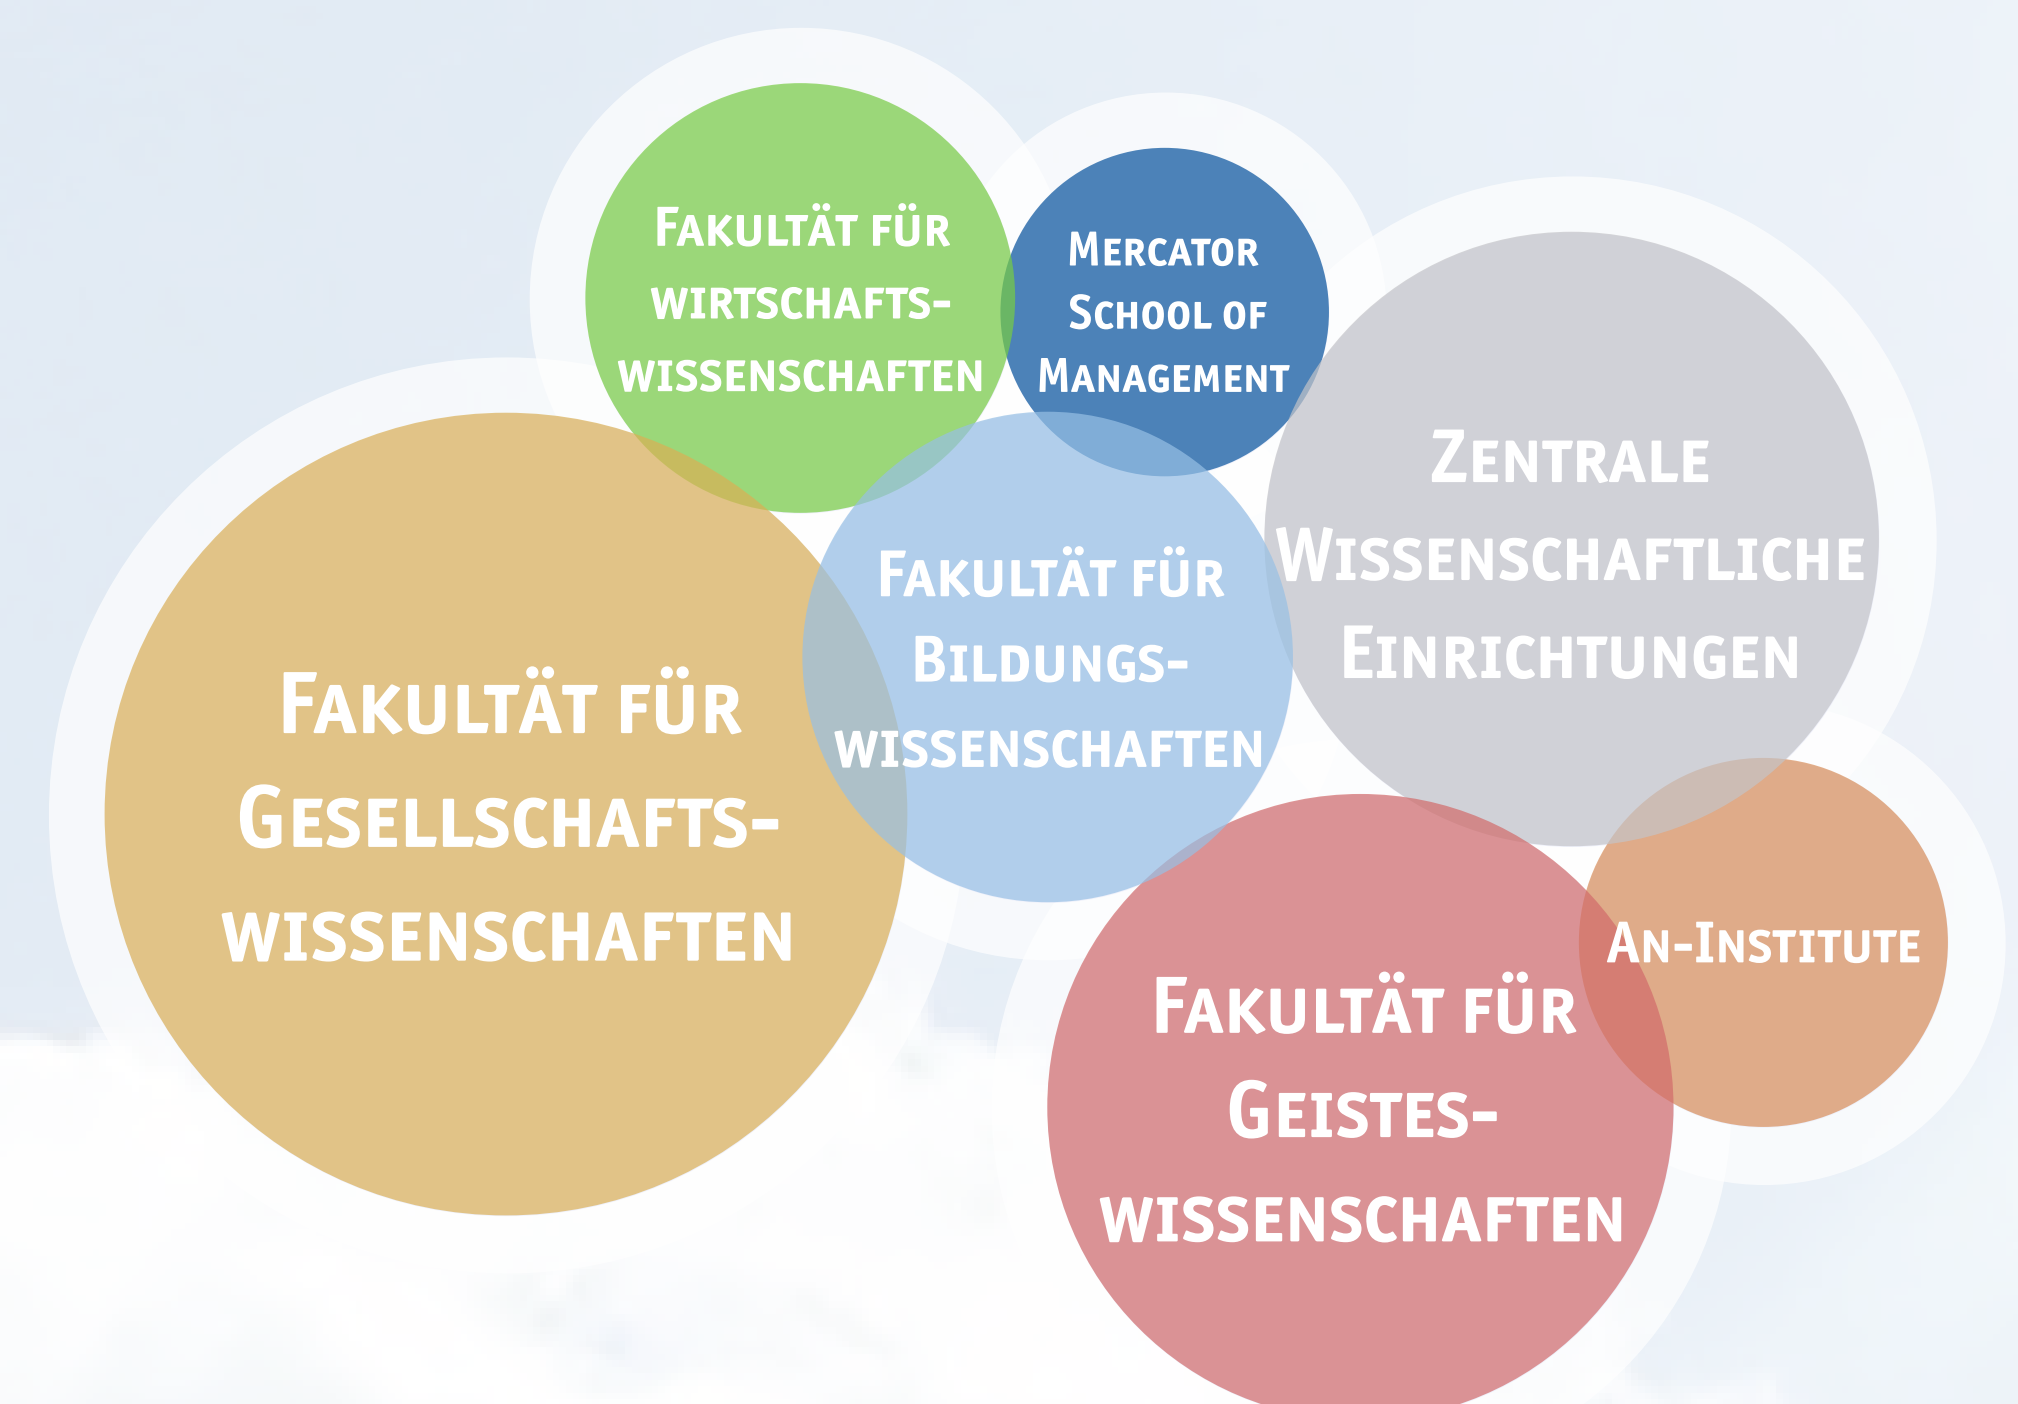 Fakultät für
wirtschafts-
wissenschaften
Mercator
School of
Management
Zentrale
Wissenschaftliche
Einrichtungen
Fakultät für
Bildungs-
wissenschaften
Fakultät für
Gesellschafts-
wissenschaften
An-Institute
Fakultät für
Geistes-
wissenschaften